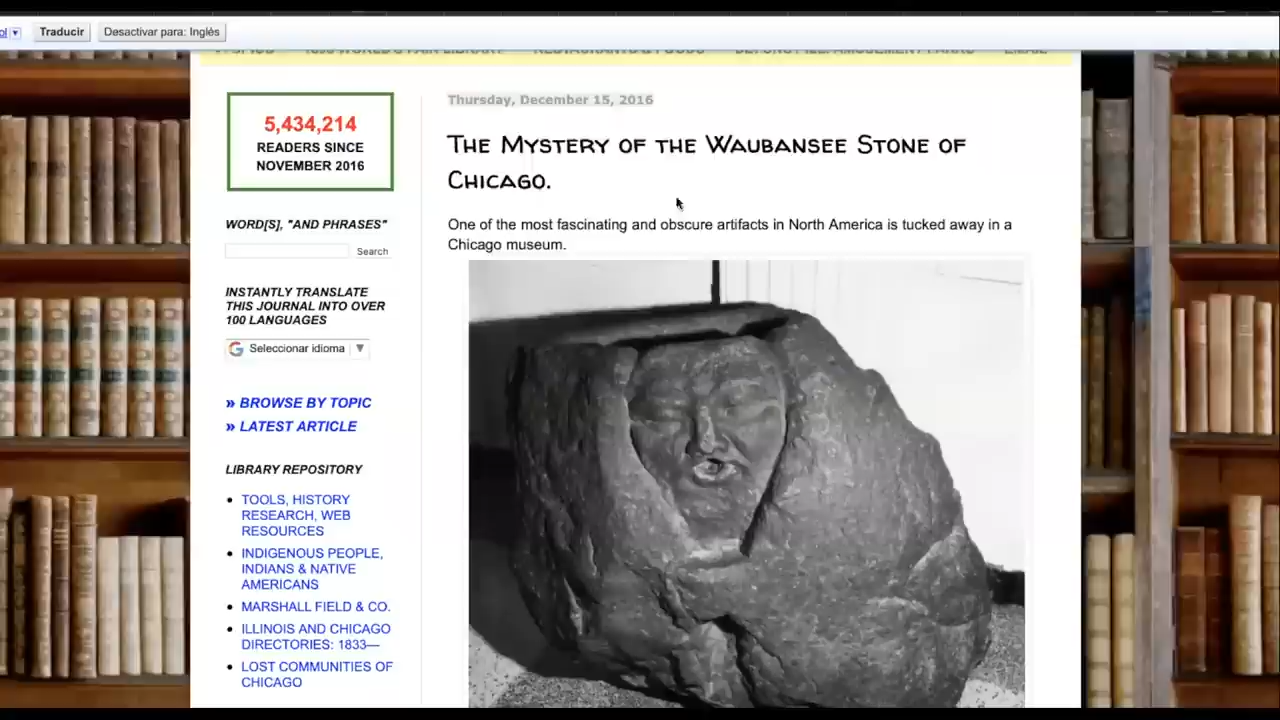 Traducir
Desactivar para: Inglés
Thursday, December 15, 2016
The Mystery of the Waubansee Stone of
Chicago.
One of the most fascinating and obscure artifacts in North America is tucked away in a
Chicago museum.
5,434,214
READERS SINCE
NOVEMBER 2016
WORD[S], "AND PHRASES"
Search
INSTANTLY TRANSLATE
THIS JOURNAL INTO OVER
100 LANGUAGES
Seleccionar idioma
» BROWSE BY TOPIC
» LATEST ARTICLE
LIBRARY REPOSITORY
TOOLS, HISTORY
RESEARCH, WEB
RESOURCES
INDIGENOUS PEOPLE,
INDIANS & NATIVE
AMERICANS
MARSHALL FIELD & CO.
ILLINOIS AND CHICAGO
DIRECTORIES: 1833—
LOST COMMUNITIES OF
CHICAGO